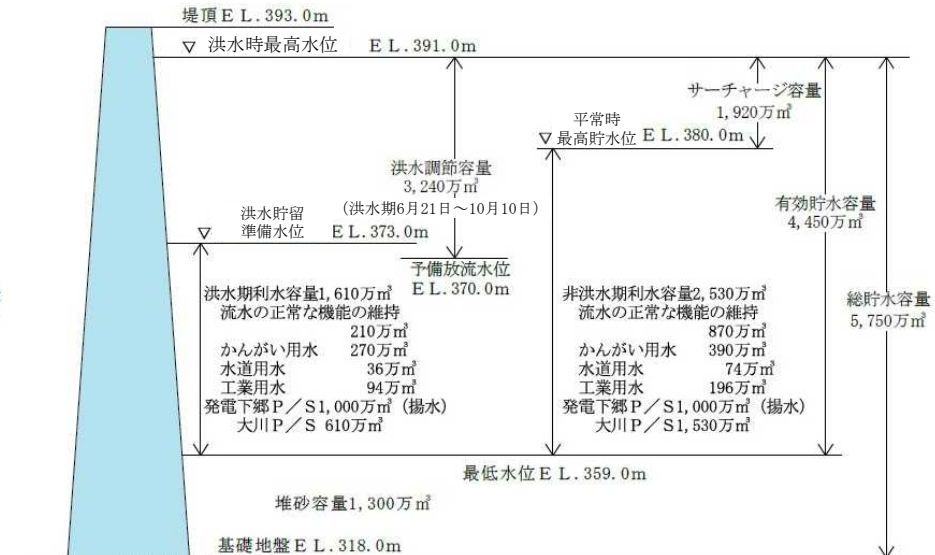 堤頂ＥＬ.393.0m
▽ 洪水時最高水位 ＥＬ.391.0m
サーチャージ容量
1,920万㎥
平常時
▽ 最高貯水位 ＥＬ.380.0m
洪水調節容量
3,240万㎥
(洪水期6月21日～10月10日)
有効貯水容量
4,450万㎥
洪水貯留
▽ 準備水位 ＥＬ.373.0m
予備放流水位
ＥＬ.370.0m
総貯水容量
5,750万㎥
洪水期利水容量1,610万㎥
流水の正常な機能の維持
210万㎥
かんがい用水 270万㎥
水道用水 36万㎥
工業用水 94万㎥
発電下郷Ｐ／Ｓ1,000万㎥（揚水）
大川Ｐ／Ｓ 610万㎥
非洪水期利水容量2,530万㎥
流水の正常な機能の維持
870万㎥
かんがい用水 390万㎥
水道用水 74万㎥
工業用水 196万㎥
発電下郷Ｐ／Ｓ1,000万㎥（揚水）
大川Ｐ／Ｓ1,530万㎥
最低水位ＥＬ.359.0m
堆砂容量1,300万㎥
基礎地盤ＥＬ.318.0m